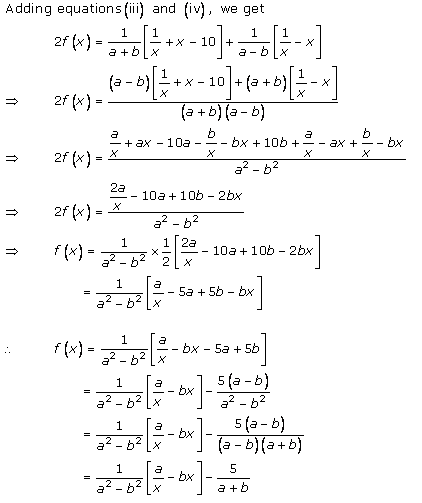 Adding equations (iii) and (iv), we get
2f(x) = 1/(a+b) [1/x + x − 10] + 1/(a−b) [1/x − x]
⇒ 2f(x) = ((a−b)[1/x + x − 10] + (a+b)[1/x − x]) / ((a+b)(a−b))
⇒ 2f(x) = (a/x + ax − 10a − b/x − bx + 10b + a/x − ax + b/x − bx) / (a² − b²)
⇒ 2f(x) = (2a/x − 10a + 10b − 2bx) / (a² − b²)
⇒ f(x) = 1/(a² − b²) × 1/2 [2a/x − 10a + 10b − 2bx]
= 1/(a² − b²) [a/x − 5a + 5b − bx]
∴ f(x) = 1/(a² − b²) [a/x − bx − 5a + 5b]
= 1/(a² − b²) [a/x − bx] − 5(a−b)/(a² − b²)
= 1/(a² − b²) [a/x − bx] − 5(a−b)/((a−b)(a+b))
= 1/(a² − b²) [a/x − bx] − 5/(a+b)